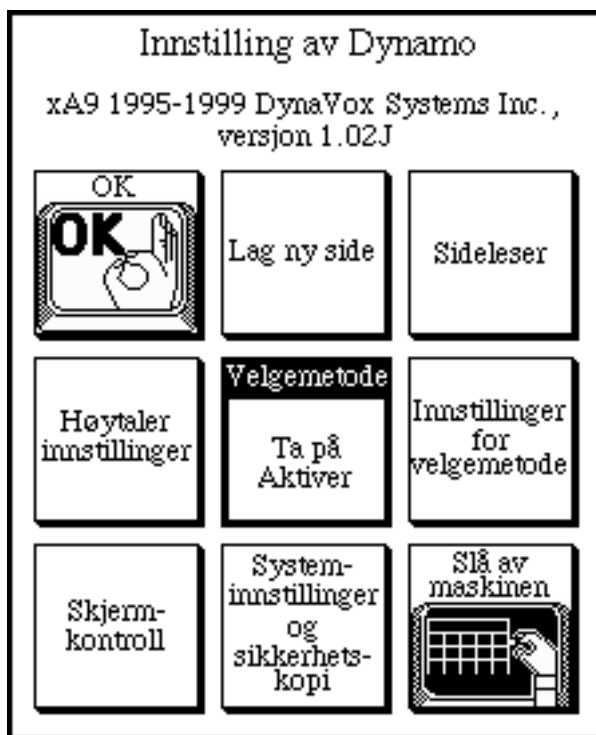 Innstilling av Dynamo
xA9 1995-1999 DynaVox Systems Inc.,
versjon 1.02J
OK
OK
Lag ny side
Sideleser
Høytaler
innstillinger
Velgemetode
Ta på
Aktiver
Innstillinger
for
velgemetode
Skjerm-
kontroll
System-
innstillinger
og
sikkerhets-
kopi
Slå av
maskinen